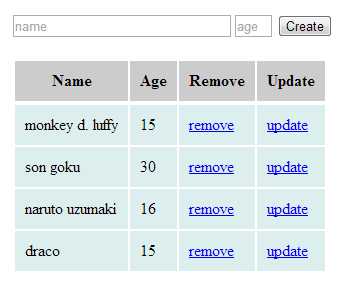 name age Create
Name Age Remove Update
monkey d. luffy 15 remove update
son goku 30 remove update
naruto uzumaki 16 remove update
draco 15 remove update